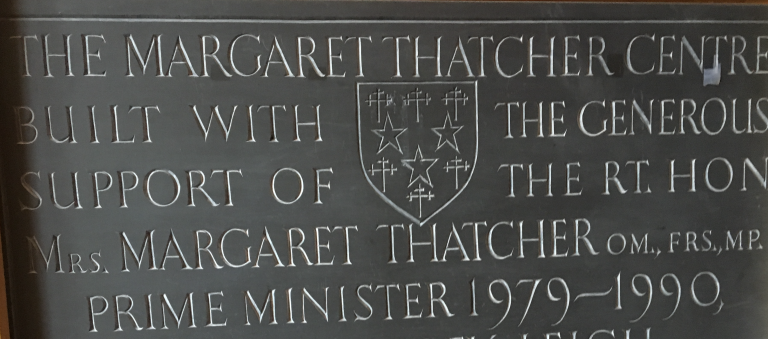 THE MARGARET THATCHER CENTRE
BUILT WITH THE GENEROUS
SUPPORT OF THE RT. HON
MRS. MARGARET THATCHER OM., FRS., MP.
PRIME MINISTER 1979~1990,